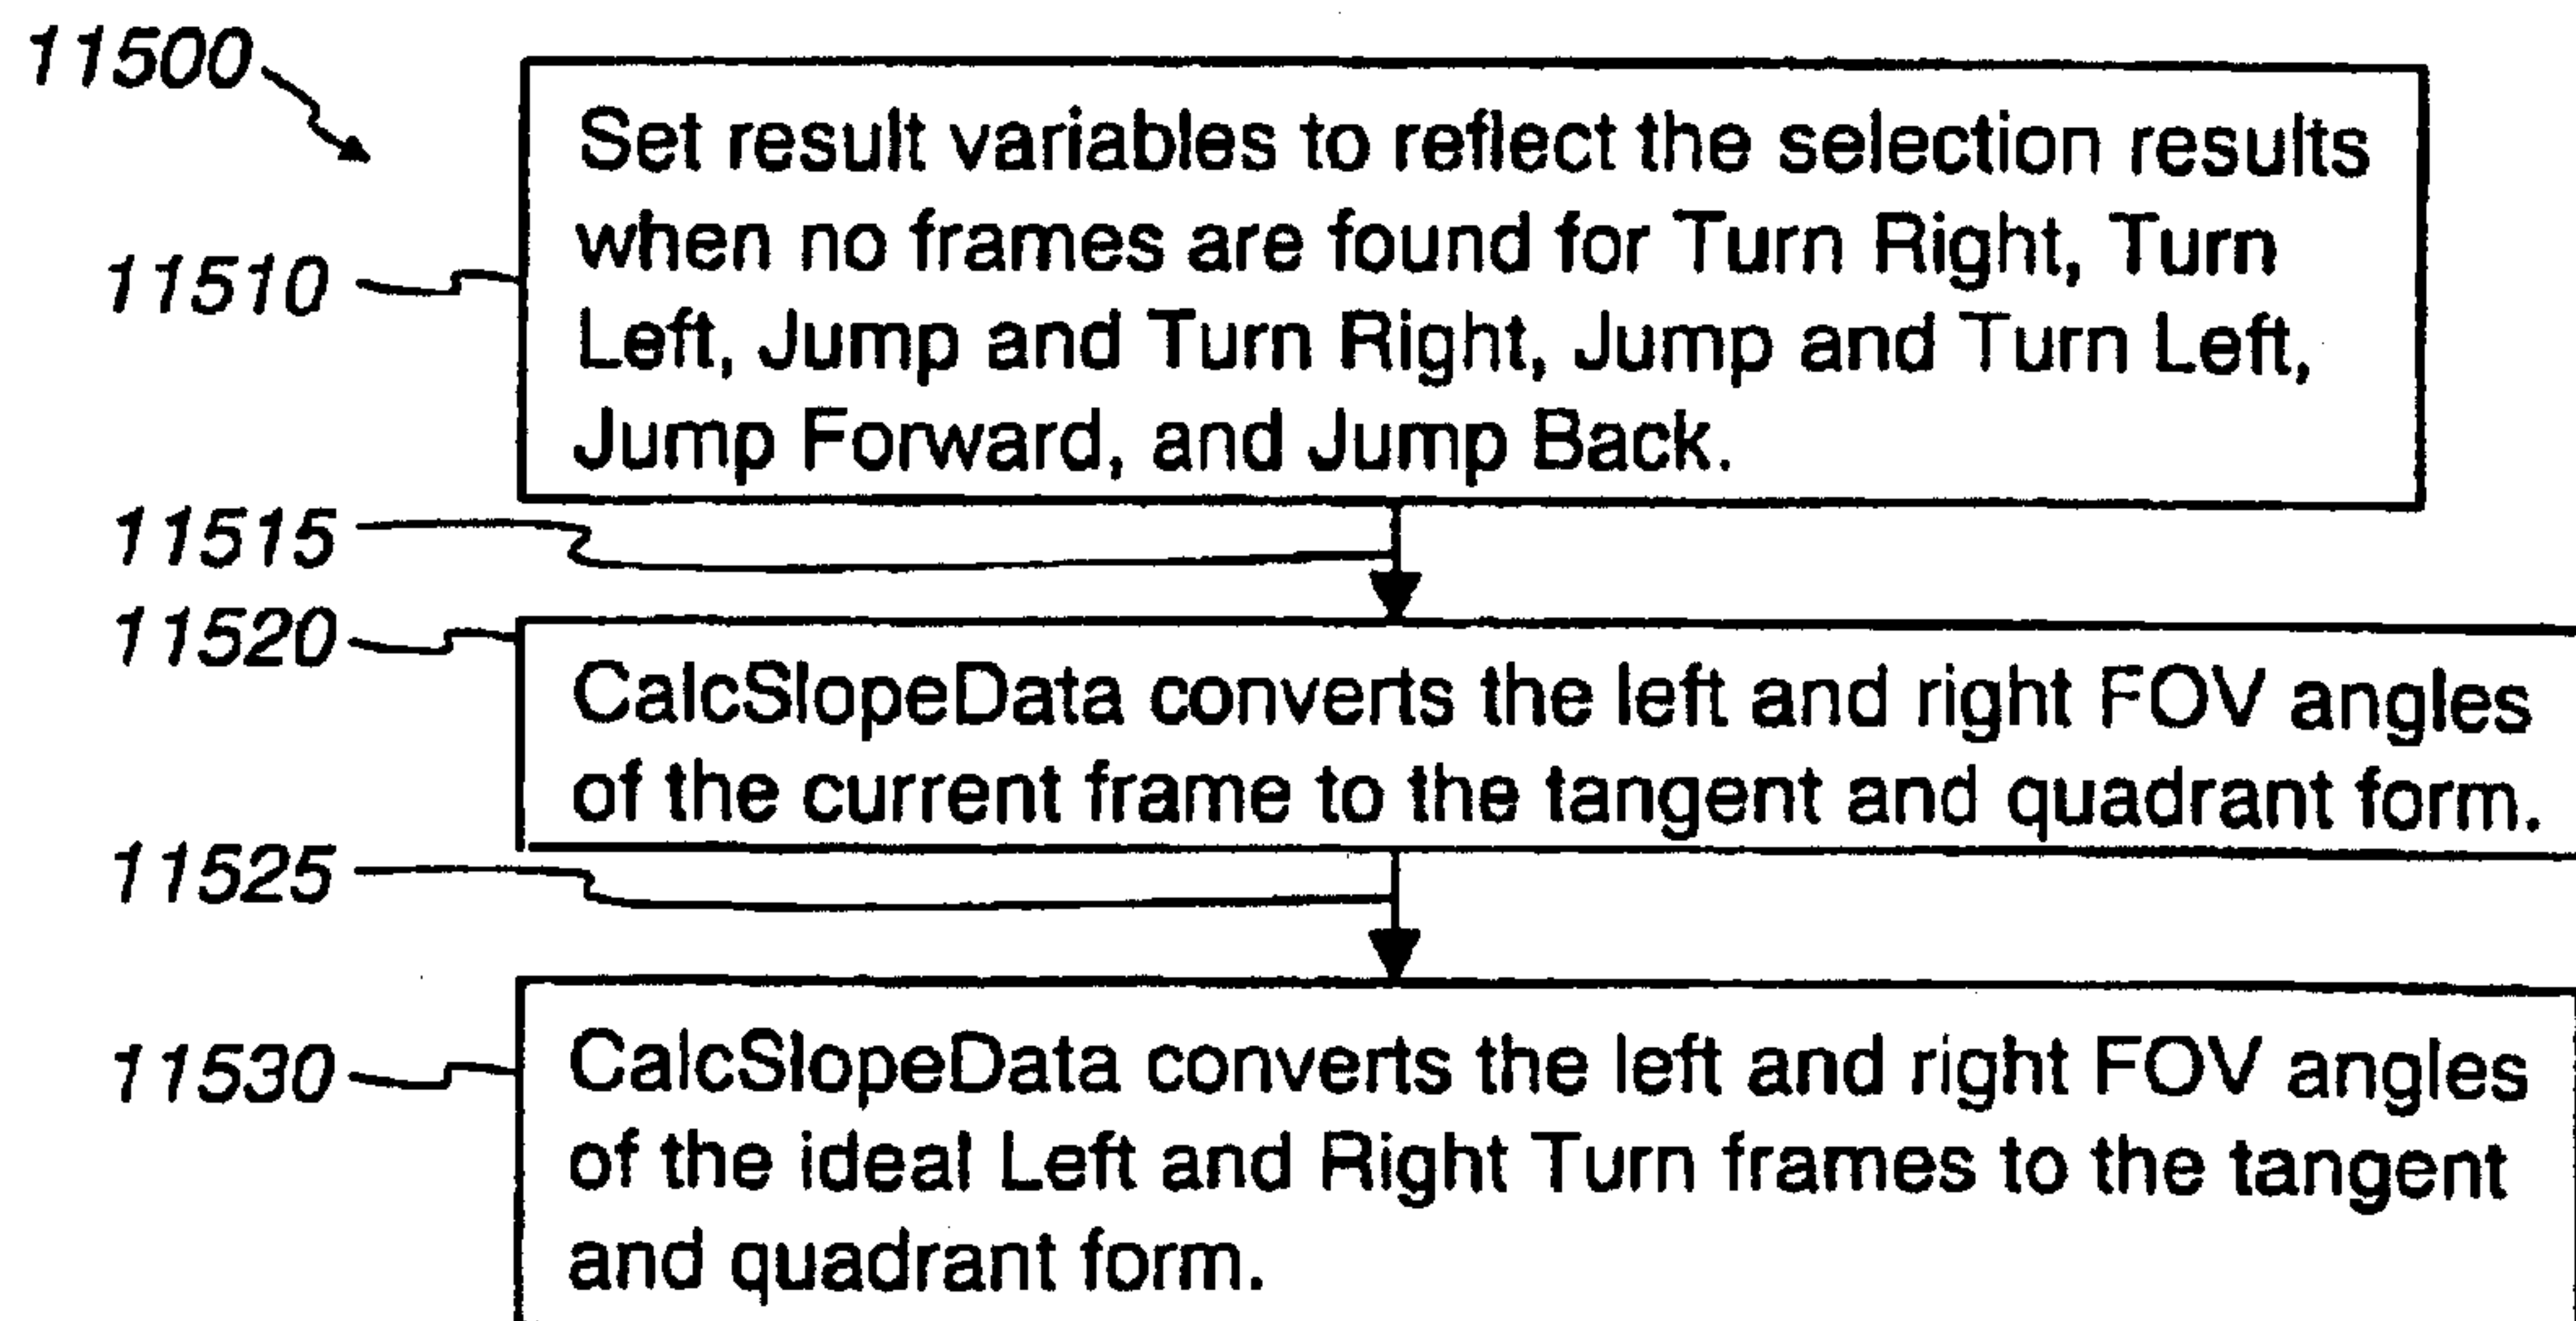 11500
Set result variables to reflect the selection results
when no frames are found for Turn Right, Turn
11510
Left, Jump and Turn Right, Jump and Turn Left,
Jump Forward, and Jump Back.
11515
11520
CalcSlopeData converts the left and right FOV angles
of the current frame to the tangent and quadrant form.
11525
11530
CalcSlopeData converts the left and right FOV angles
of the ideal Left and Right Turn frames to the tangent
and quadrant form.